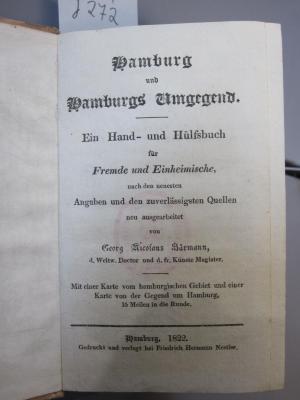 J 272
Hamburg
und
Hamburgs Umgegend.
Ein Hand- und Hülfsbuch
für
Fremde und Einheimische,
nach den neuesten
Angaben und den zuverlässigsten Quellen
neu ausgearbeitet
von
Georg Nicolaus Bärmann,
d. Weltw. Doctor und d. fr. Künste Magister.
Mit einer Karte vom hamburgischen Gebiet und einer
Karte von der Gegend um Hamburg,
15 Meilen in die Runde.
Hamburg, 1822.
Gedruckt und verlegt bei Friedrich Hermann Nestler.